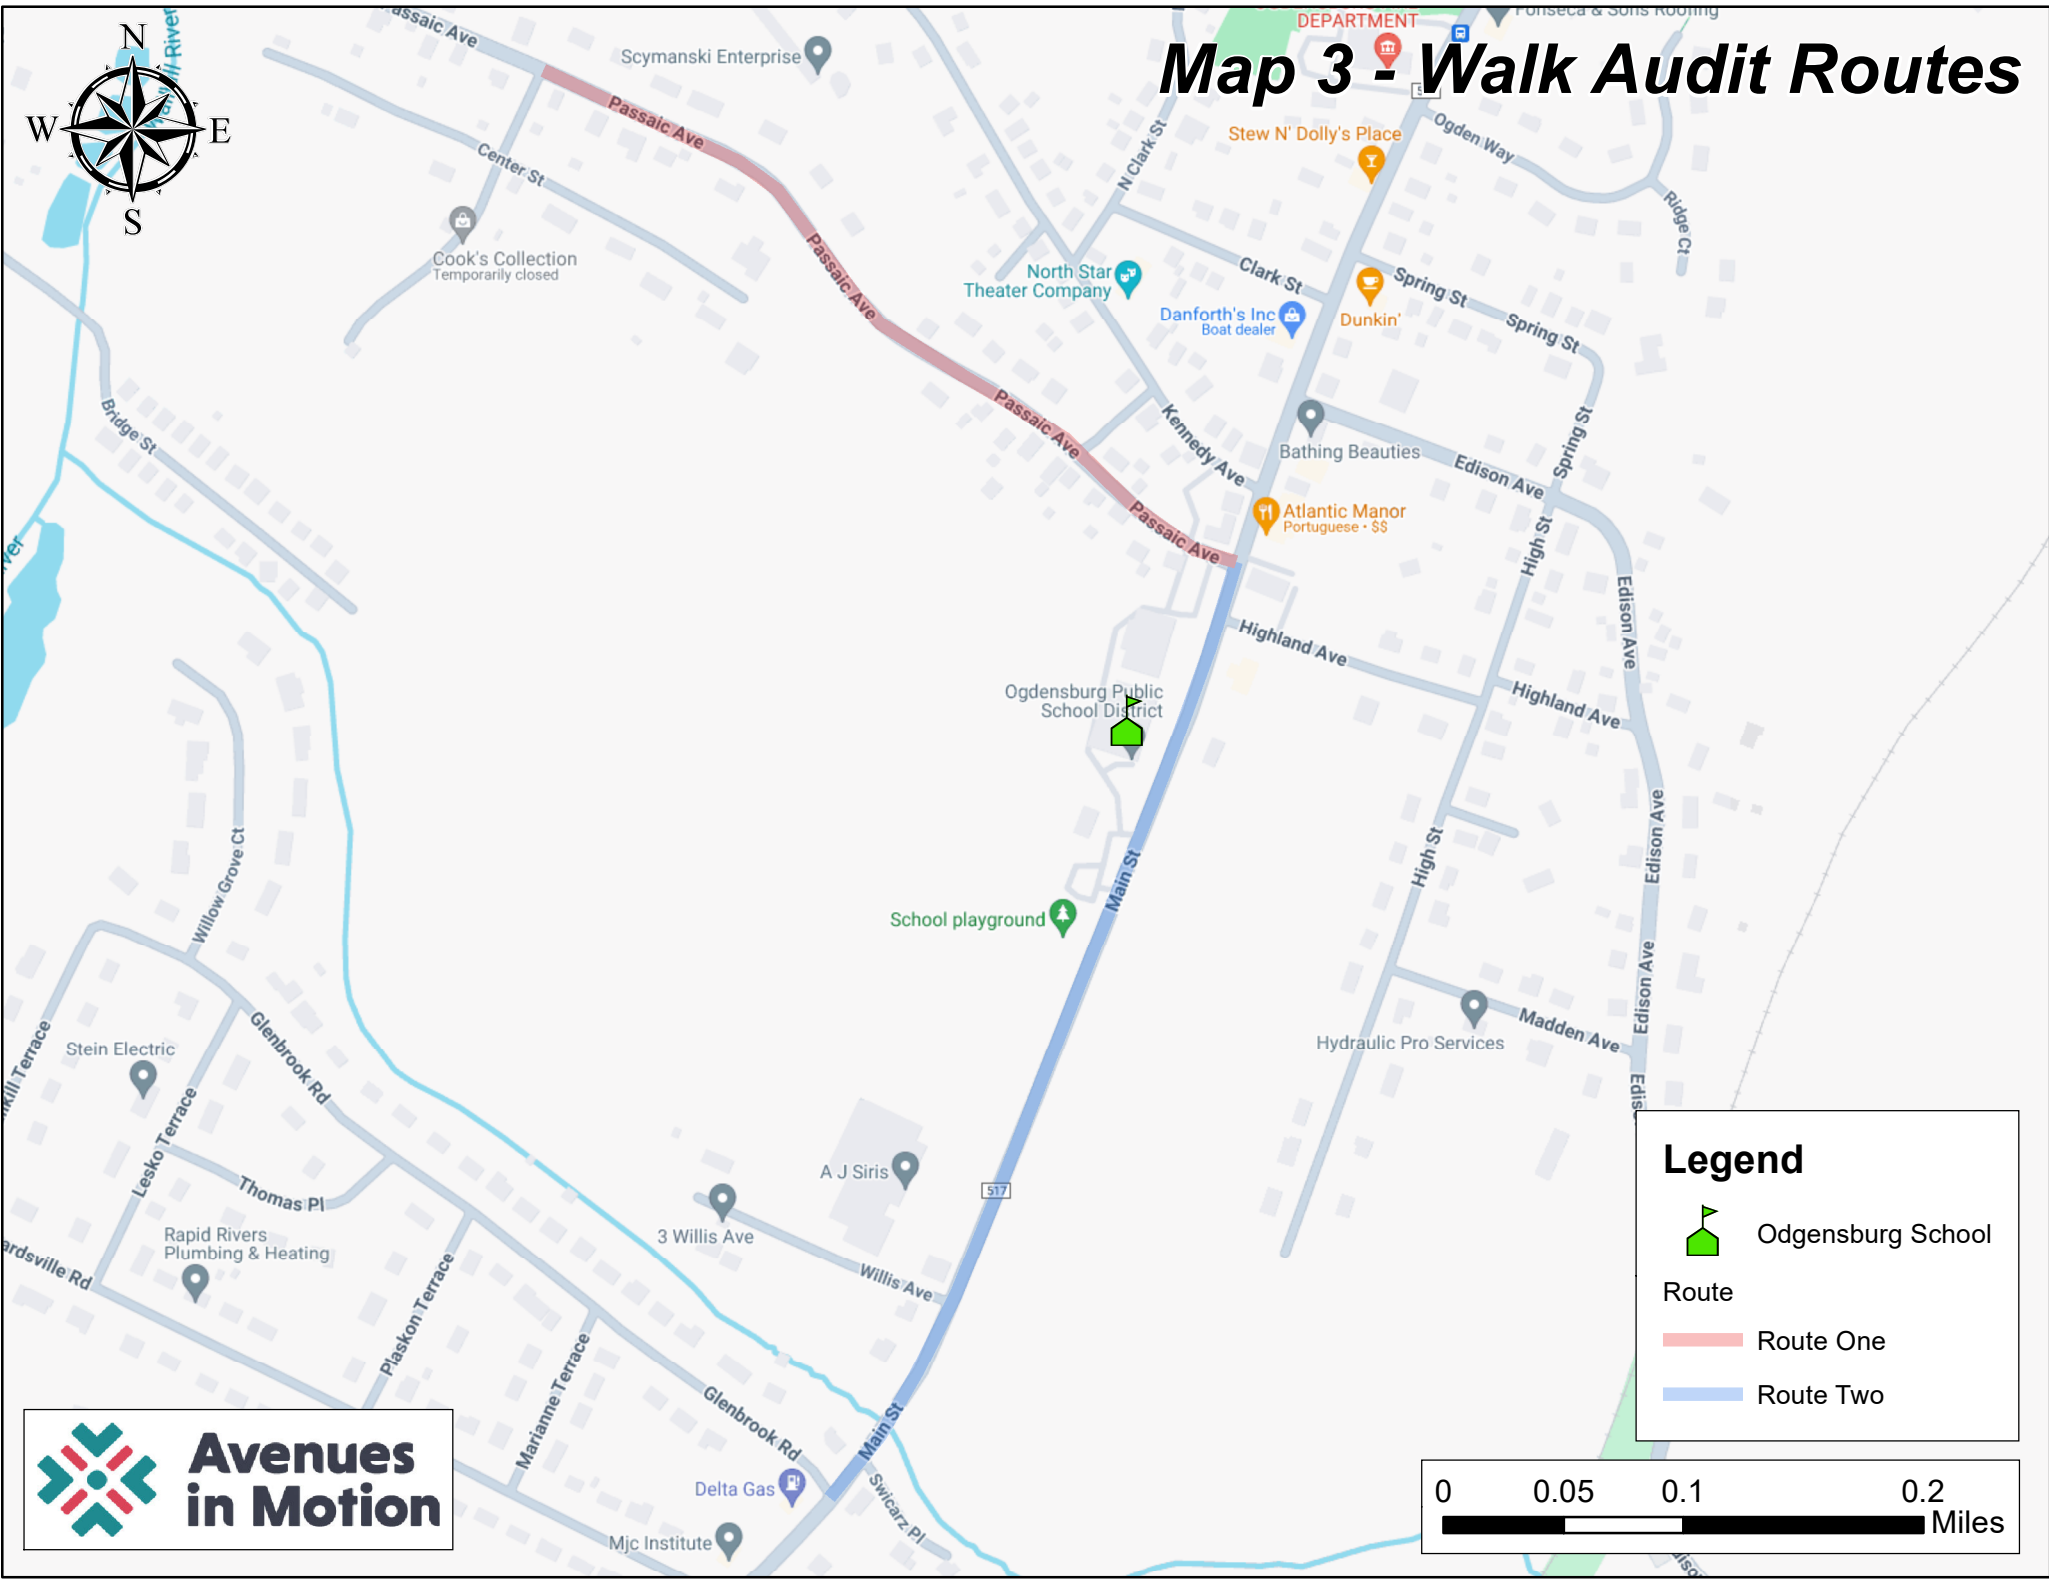 Map 3 - Walk Audit Routes
N
W
E
S
DEPARTMENT
Fonseca & Sons Roofing
Scymanski Enterprise
Passaic Ave
Passaic Ave
Passaic Ave
Passaic Ave
Center St
Cook's Collection
Temporarily closed
N Clark St
Stew N' Dolly's Place
Ogden Way
Ridge Ct
North Star
Theater Company
Clark St
Spring St
Spring St
Spring St
Danforth's Inc
Boat dealer
Dunkin'
Bridge St
Kennedy Ave
Bathing Beauties
Edison Ave
Atlantic Manor
Portuguese • $$
High St
Edison Ave
Highland Ave
Highland Ave
Ogdensburg Public
School District
Willow Grove Ct
High St
Main St
Edison Ave
School playground
Edison Ave
Stein Electric
Glenbrook Rd
Hydraulic Pro Services
Madden Ave
Lesko Terrace
Thomas Pl
A J Siris
517
3 Willis Ave
Willis Ave
Rapid Rivers
Plumbing & Heating
Plaskon Terrace
Marianne Terrace
Glenbrook Rd
Main St
Delta Gas
Swicarz Pl
Mjc Institute
Avenues
in Motion
Legend
Odgensburg School
Route
Route One
Route Two
0 0.05 0.1 0.2
Miles